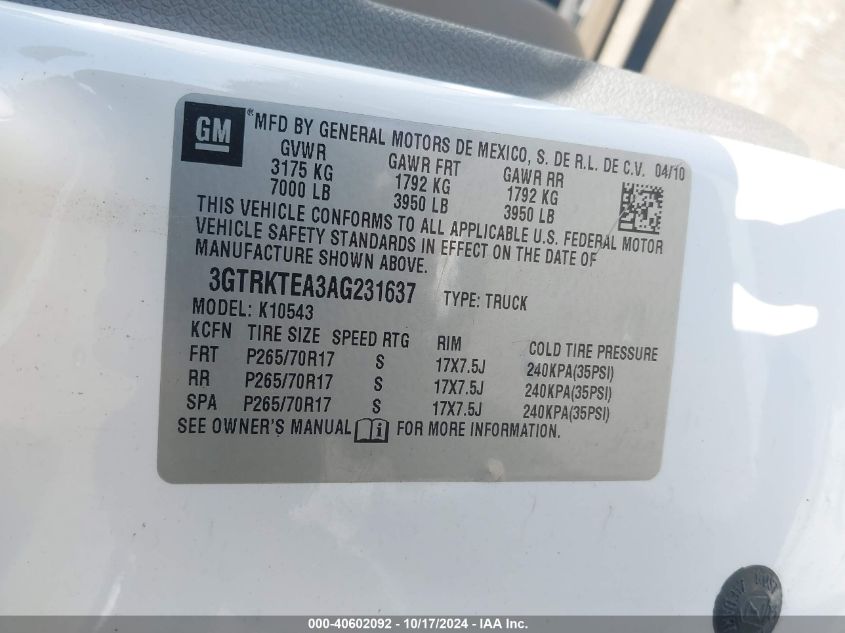 GM ® MFD BY GENERAL MOTORS DE MEXICO, S. DE R.L. DE C.V. 04/10
GVWR GAWR FRT GAWR RR
3175 KG 1792 KG 1792 KG
7000 LB 3950 LB 3950 LB
THIS VEHICLE CONFORMS TO ALL APPLICABLE U.S. FEDERAL MOTOR
VEHICLE SAFETY STANDARDS IN EFFECT ON THE DATE OF
MANUFACTURE SHOWN ABOVE.
3GTRKTEA3AG231637 TYPE: TRUCK
MODEL: K10543
KCFN TIRE SIZE SPEED RTG RIM COLD TIRE PRESSURE
FRT P265/70R17 S 17X7.5J 240KPA(35PSI)
RR P265/70R17 S 17X7.5J 240KPA(35PSI)
SPA P265/70R17 S 17X7.5J 240KPA(35PSI)
SEE OWNER'S MANUAL i FOR MORE INFORMATION.
000-40602092 - 10/17/2024 - IAA Inc.